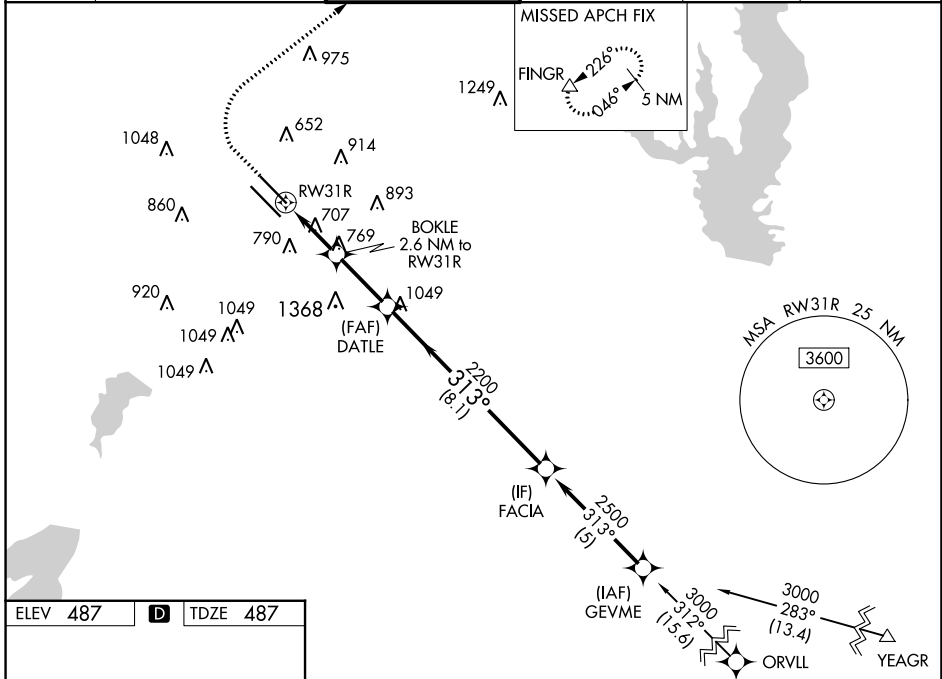 MISSED APCH FIX
FINGR
226°
046°
5 NM
975
1249
652
1048
914
RW31R
893
860
707
790
769
BOKLE
2.6 NM to
RW31R
920
1049
1049
1368
1049
1049
(FAF)
DATLE
MSA RW31R 25 NM
3600
2200
313°
(8.1)
(IF)
FACIA
2500
313°
(5)
(IAF)
GEVME
3000
312°
(15.6)
3000
283°
(13.4)
ORVLL
YEAGR
ELEV 487 D TDZE 487